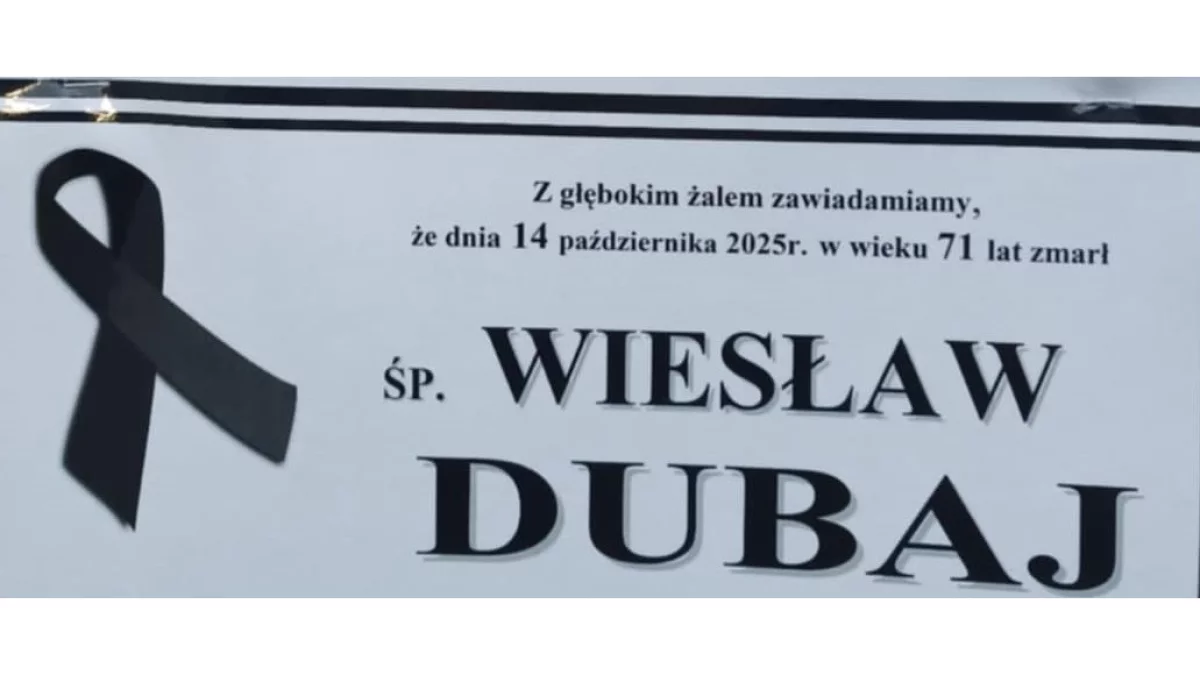 Z głębokim żalem zawiadamiamy,
że dnia 14 października 2025r. w wieku 71 lat zmarł
ŚP. WIESŁAW
DUBAJ